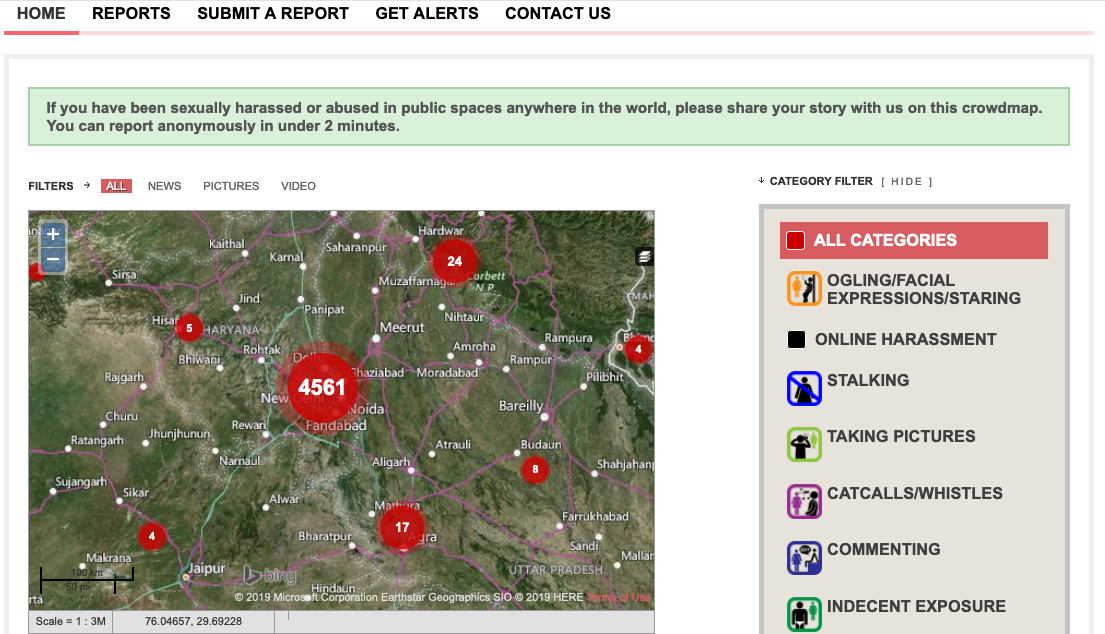 HOME REPORTS SUBMIT A REPORT GET ALERTS CONTACT US
If you have been sexually harassed or abused in public spaces anywhere in the world, please share your story with us on this crowdmap.
You can report anonymously in under 2 minutes.
FILTERS → ALL NEWS PICTURES VIDEO
↓ CATEGORY FILTER [ HIDE ]
+
−
Hardwar
Kaithal
Saharanpur
Karnal
24
Corbett
N.P.
Sirsa
Muzaffarnagar
Jind
Panipat
Nihtaur
Hisar
5
HARYANA
Meerut
Rampura
Amroha
4
Rohtak
Bhiwani
Delhi
Ghaziabad
Moradabad
Rampur
Rajgarh
4561
Pilibhit
New Delhi
Noida
Bareilly
Churu
Rewari
Faridabad
Ratangarh
Jhunjhunun
Atrauli
Budaun
Narnaul
Aligarh
8
Shahjahanp
Sujangarh
Sikar
Alwar
Mathura
Farrukhabad
17
4
Bharatpur
Agra
Sandi
Makrana
Mallan
Jaipur
UTTAR PRADESH
100 km
50 mi
bing
Hindaun
© 2019 Microsoft Corporation Earthstar Geographics SIO © 2019 HERE Terms of Use
Scale = 1 : 3M 76.04657, 29.69228
ALL CATEGORIES
OGLING/FACIAL
EXPRESSIONS/STARING
ONLINE HARASSMENT
STALKING
TAKING PICTURES
CATCALLS/WHISTLES
COMMENTING
INDECENT EXPOSURE